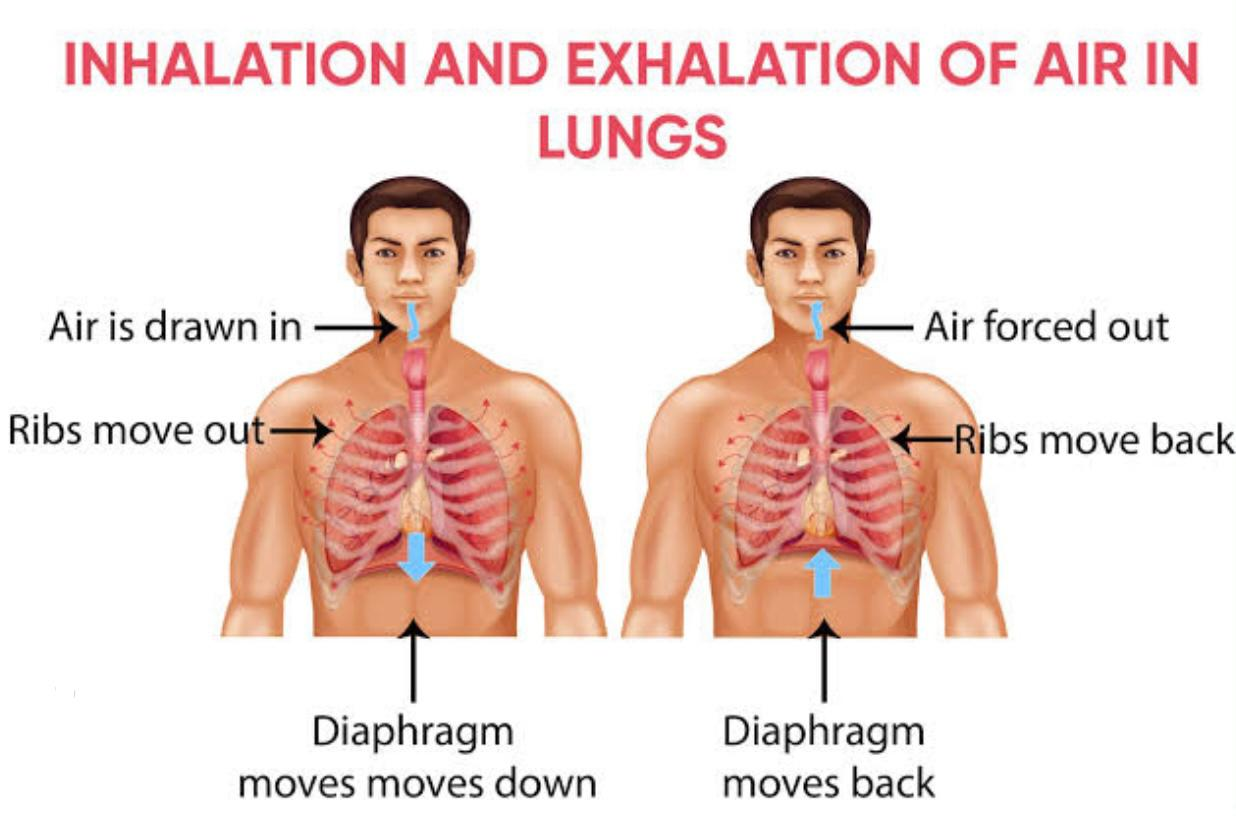 INHALATION AND EXHALATION OF AIR IN
LUNGS
Air is drawn in
Air forced out
Ribs move out
Ribs move back
Diaphragm
moves moves down
Diaphragm
moves back